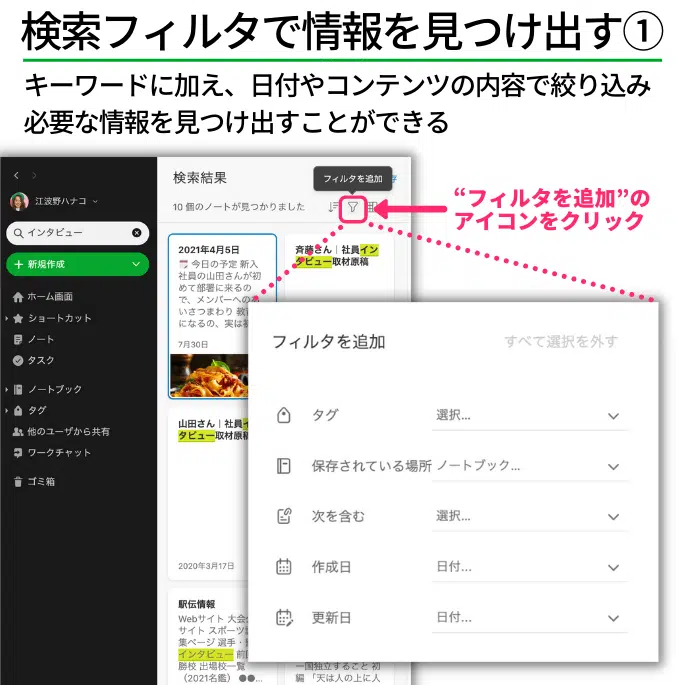 検索フィルタで情報を見つけ出す①
キーワードに加え、日付やコンテンツの内容で絞り込み
必要な情報を見つけ出すことができる
江波野ハナコ
インタビュー
新規作成
ホーム画面
ショートカット
ノート
タスク
ノートブック
タグ
他のユーザから共有
ワークチャット
ゴミ箱
検索結果
フィルタを追加
10 個のノートが見つかりました
“フィルタを追加”の
アイコンをクリック
2021年4月5日
今日の予定 新入
社員の山田さんが初
めて部署に来るの
で、メンバーへのあ
いさつまわり 教育
になるの、実は初
7月30日
斉藤さん｜社員イン
タビュー取材原稿
山田さん｜社員イ
タビュー取材原稿
2020年3月17日
駅伝情報
Webサイト 大会
サイト スポーツ
集ページ 選手・
インタビュー 前
勝校 出場校一覧
（2021名鑑） ●●...
一国独立すること 初
編 「天は人の上に人
フィルタを追加
すべて選択を外す
タグ 選択...
保存されている場所 ノートブック...
次を含む 選択...
作成日 日付...
更新日 日付...